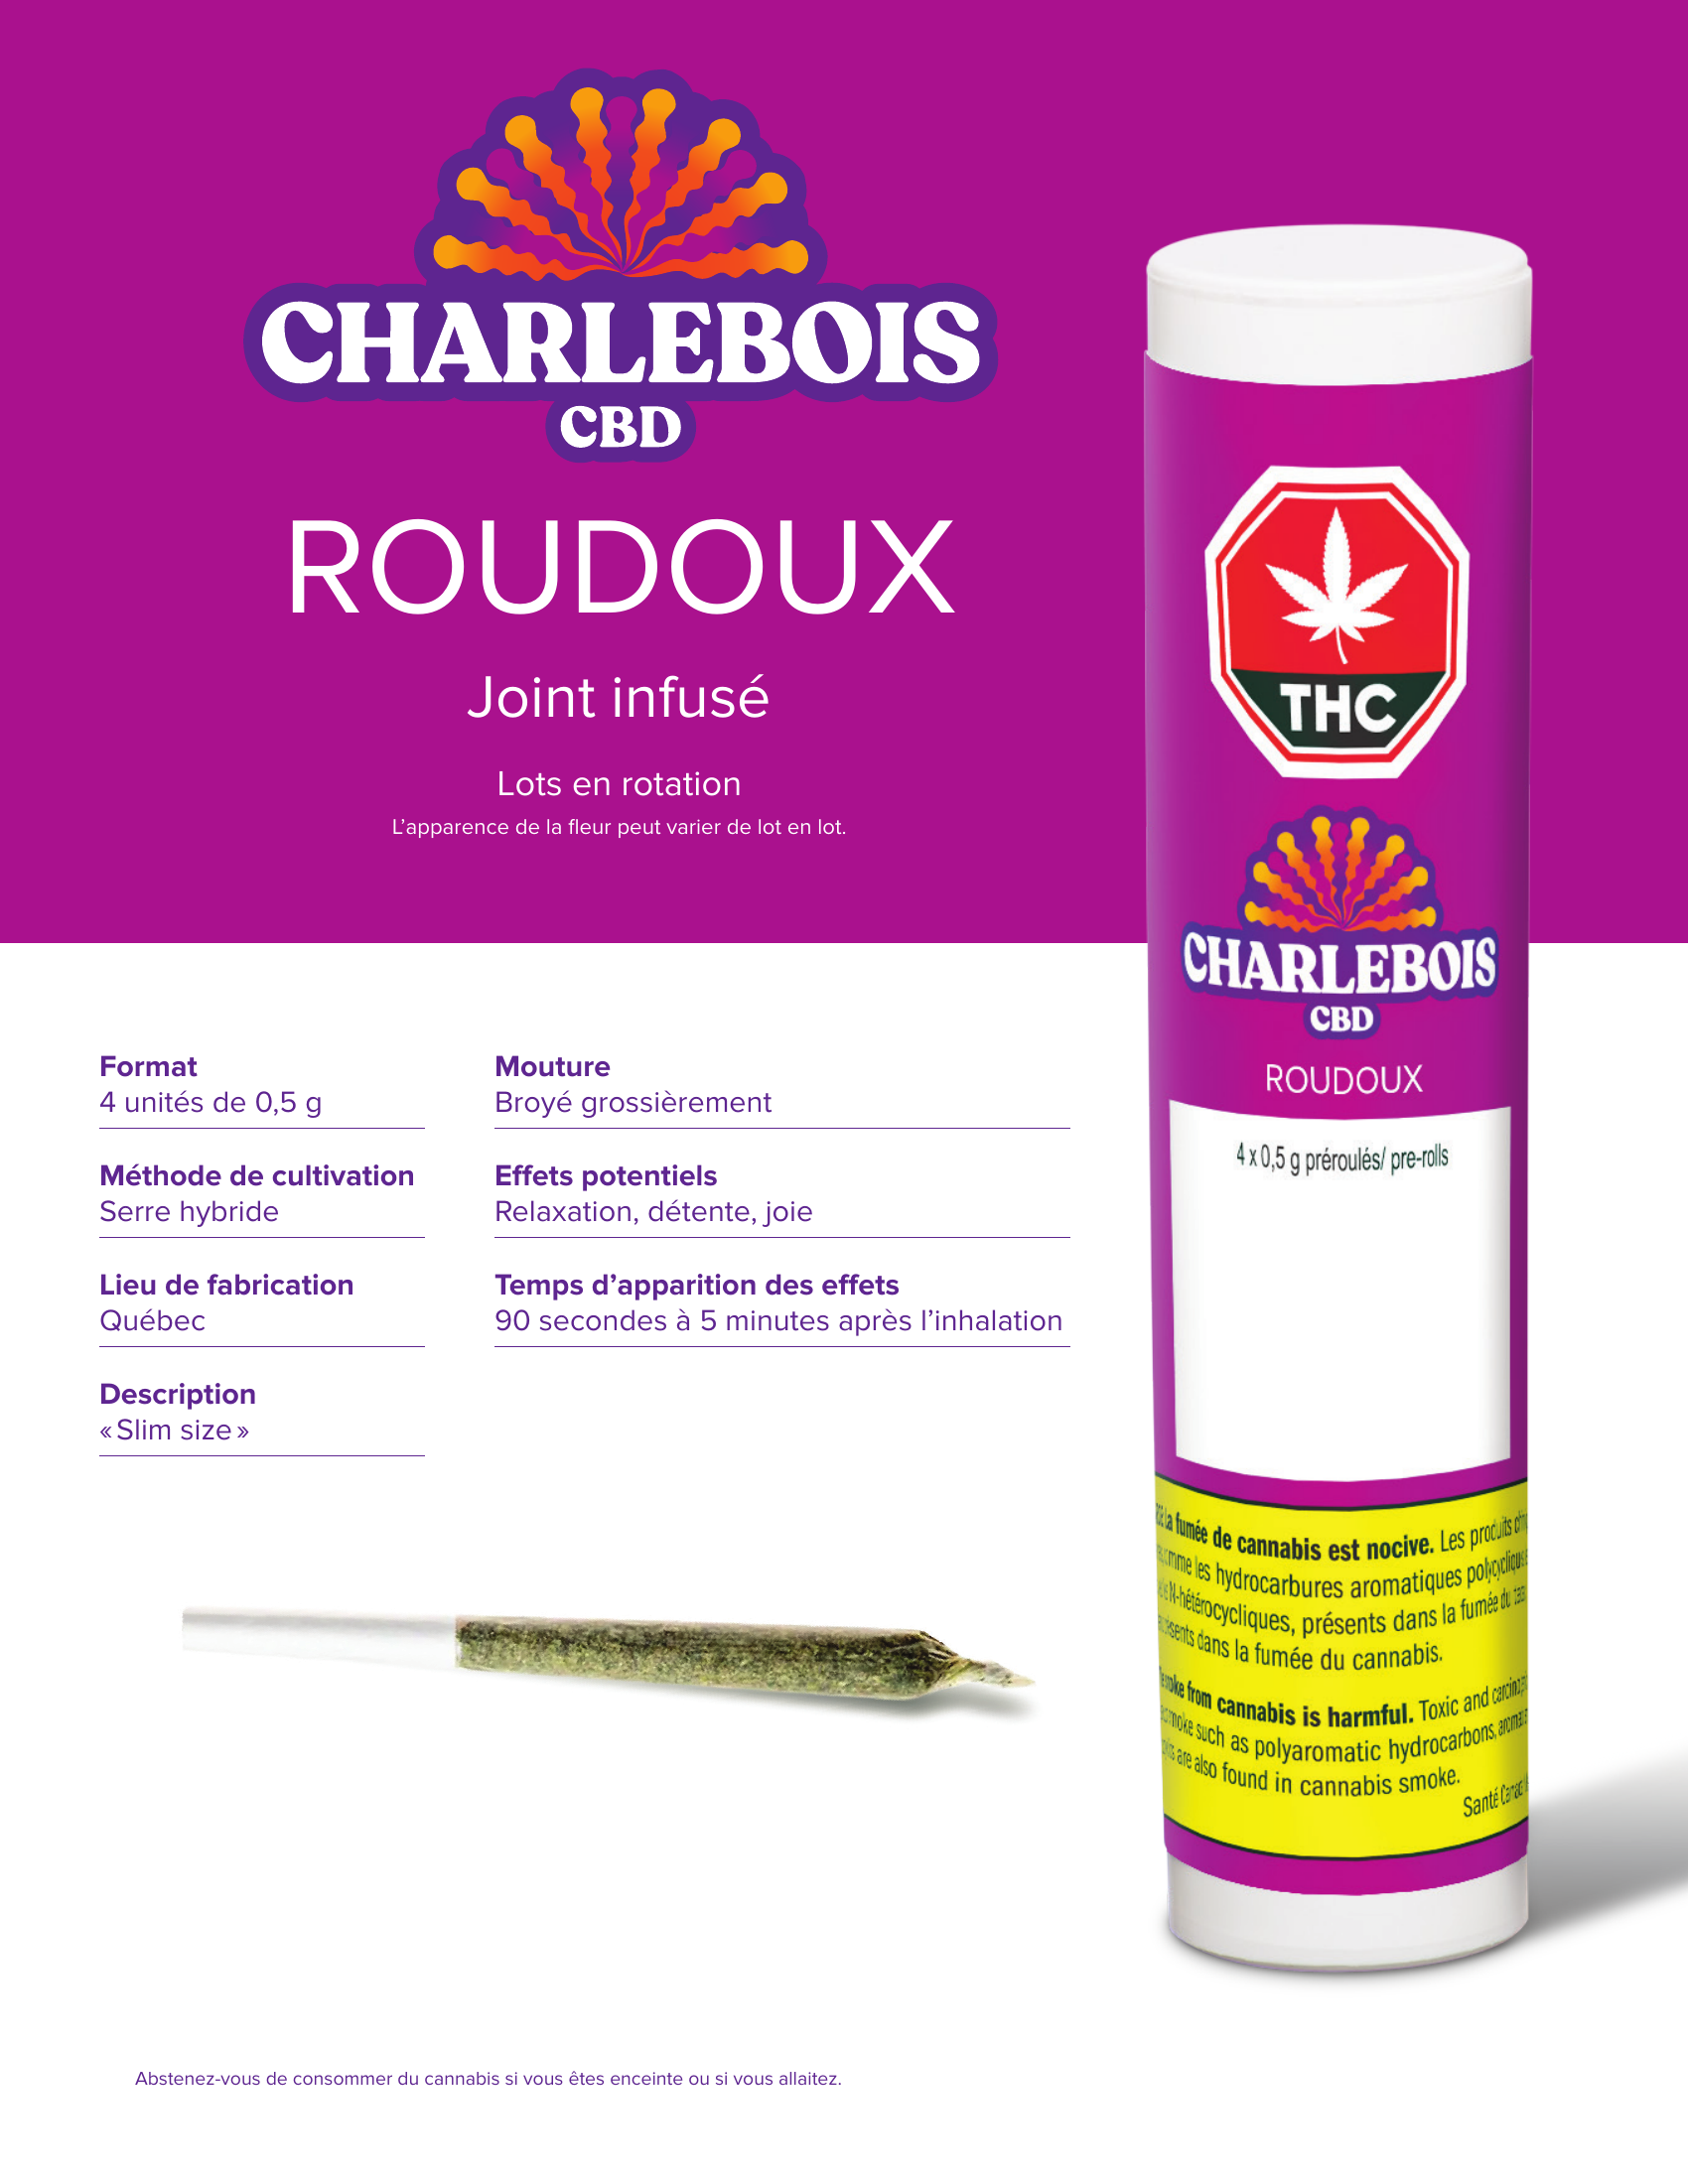 CHARLEBOIS
CBD
ROUDOUX
Joint infusé
Lots en rotation
L’apparence de la fleur peut varier de lot en lot.
Format
4 unités de 0,5 g
Méthode de cultivation
Serre hybride
Lieu de fabrication
Québec
Description
« Slim size »
Mouture
Broyé grossièrement
Effets potentiels
Relaxation, détente, joie
Temps d’apparition des effets
90 secondes à 5 minutes après l’inhalation
THC
CHARLEBOIS
CBD
ROUDOUX
4 x 0,5 g préroulés/ pre-rolls
la fumée de cannabis est nocive. Les produits
les hydrocarbures aromatiques
N-hétérocycliques, présents dans la fumée du
dans la fumée du cannabis.
smoke from cannabis is harmful. Toxic and
smoke such as polyaromatic hydrocarbons,
are also found in cannabis smoke.
Santé
Abstenez-vous de consommer du cannabis si vous êtes enceinte ou si vous allaitez.